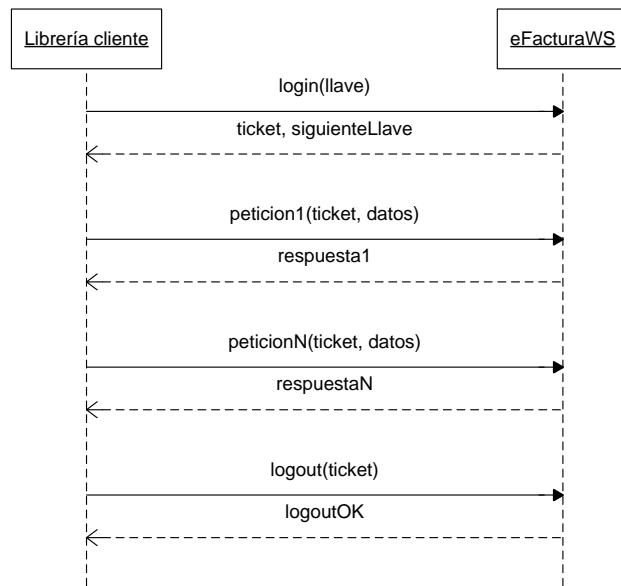 Librería cliente
eFacturaWS
login(llave)
ticket, siguienteLlave
peticion1(ticket, datos)
respuesta1
peticionN(ticket, datos)
respuestaN
logout(ticket)
logoutOK